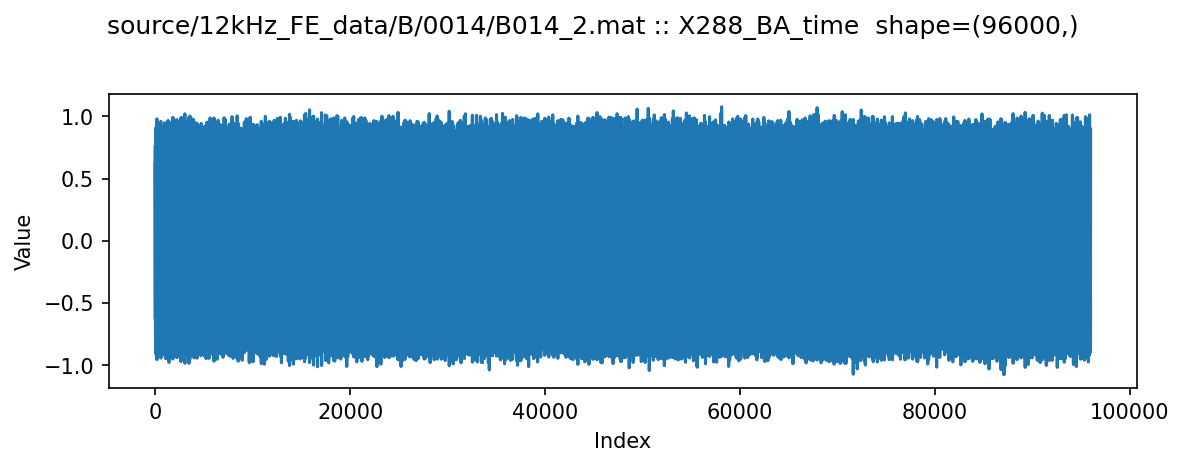 source/12kHz_FE_data/B/0014/B014_2.mat :: X288_BA_time  shape=(96000,)
1.0
0.5
0.0
−0.5
−1.0
Value
0 20000 40000 60000 80000 100000
Index